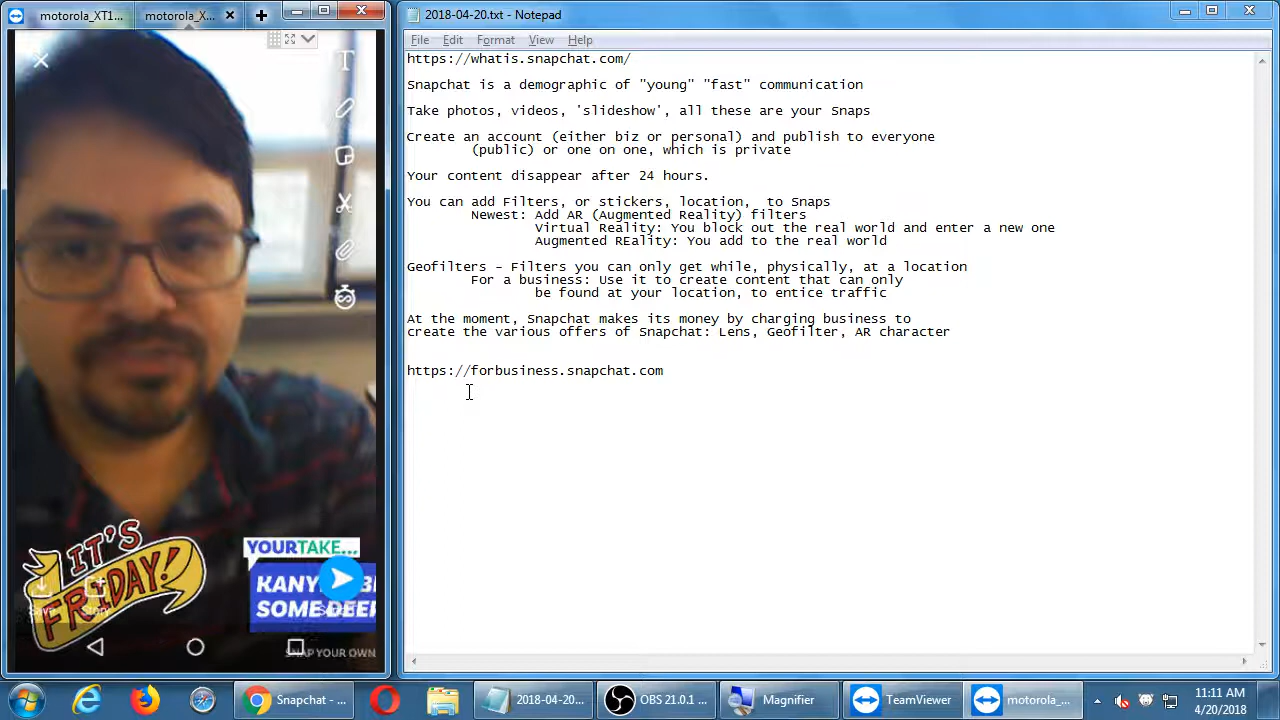 motorola_XT1...
motorola_X...
2018-04-20.txt - Notepad
File Edit Format View Help
https://whatis.snapchat.com/
Snapchat is a demographic of "young" "fast" communication
Take photos, videos, 'slideshow', all these are your Snaps
Create an account (either biz or personal) and publish to everyone
(public) or one on one, which is private
Your content disappear after 24 hours.
You can add Filters, or stickers, location,  to Snaps
Newest: Add AR (Augmented Reality) filters
Virtual Reality: You block out the real world and enter a new one
Augmented REality: You add to the real world
Geofilters - Filters you can only get while, physically, at a location
For a business: Use it to create content that can only
be found at your location, to entice traffic
At the moment, Snapchat makes its money by charging business to
create the various offers of Snapchat: Lens, Geofilter, AR character
https://forbusiness.snapchat.com
T
IT'S
FRIDAY!
YOURTAKE...
KANY
SOME DEEP
Save
Story
SNAP YOUR OWN
Snapchat - ...
2018-04-20...
OBS 21.0.1 ...
Magnifier
TeamViewer
motorola_...
11:11 AM
4/20/2018